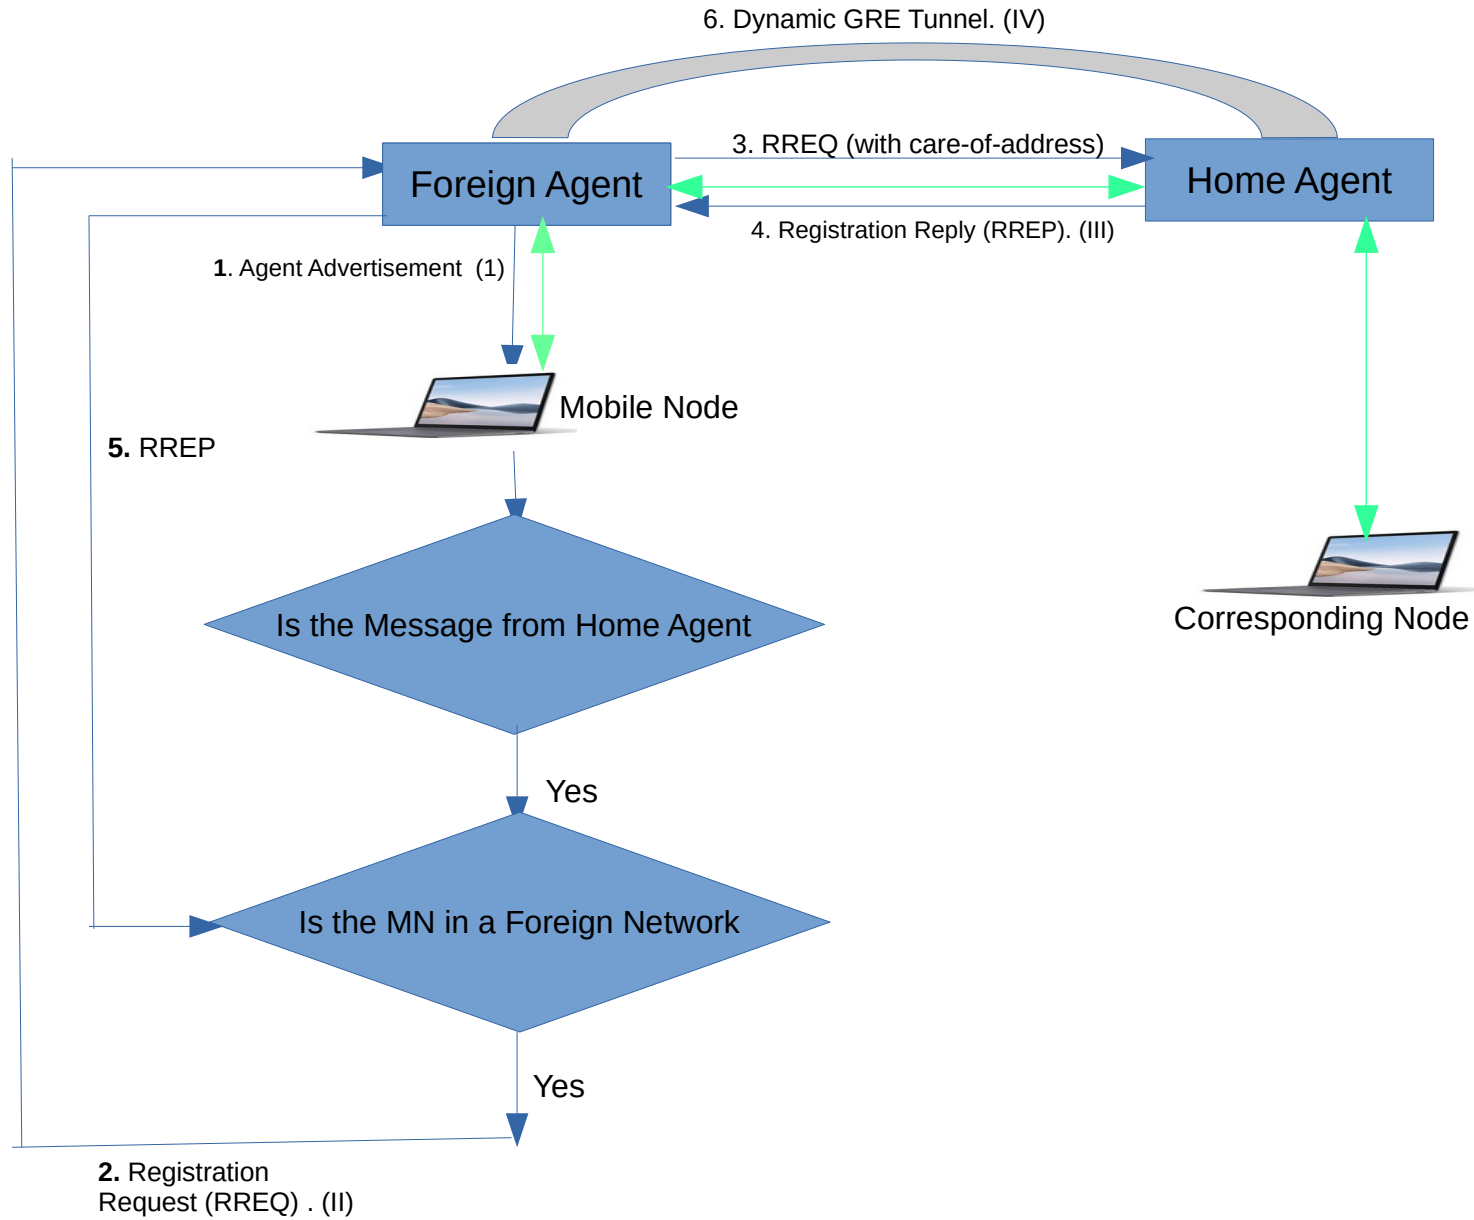 6. Dynamic GRE Tunnel. (IV)
3. RREQ (with care-of-address)
Foreign Agent
Home Agent
4. Registration Reply (RREP). (III)
1. Agent Advertisement (1)
Mobile Node
5. RREP
Is the Message from Home Agent
Corresponding Node
Yes
Is the MN in a Foreign Network
Yes
2. Registration
Request (RREQ) . (II)